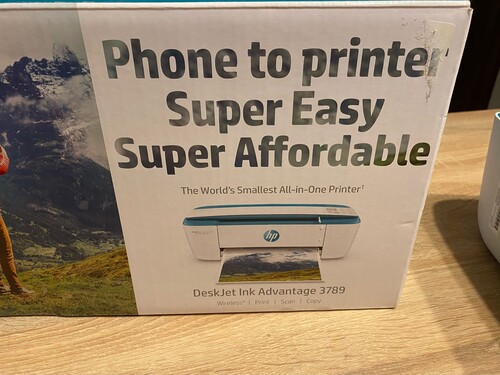 Phone to printer
Super Easy
Super Affordable
The World's Smallest All-in-One Printer¹
hp
DeskJet Ink Advantage 3789
Wireless* | Print | Scan | Copy